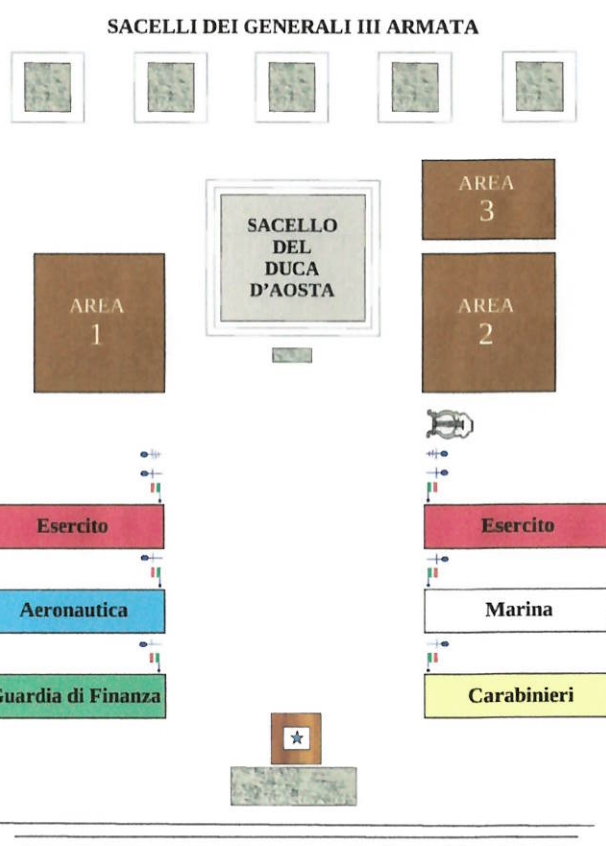 SACELLI DEI GENERALI III ARMATA
AREA
3
SACELLO
DEL
DUCA
D'AOSTA
AREA
1
AREA
2
Esercito
Esercito
Aeronautica
Marina
Guardia di Finanza
Carabinieri